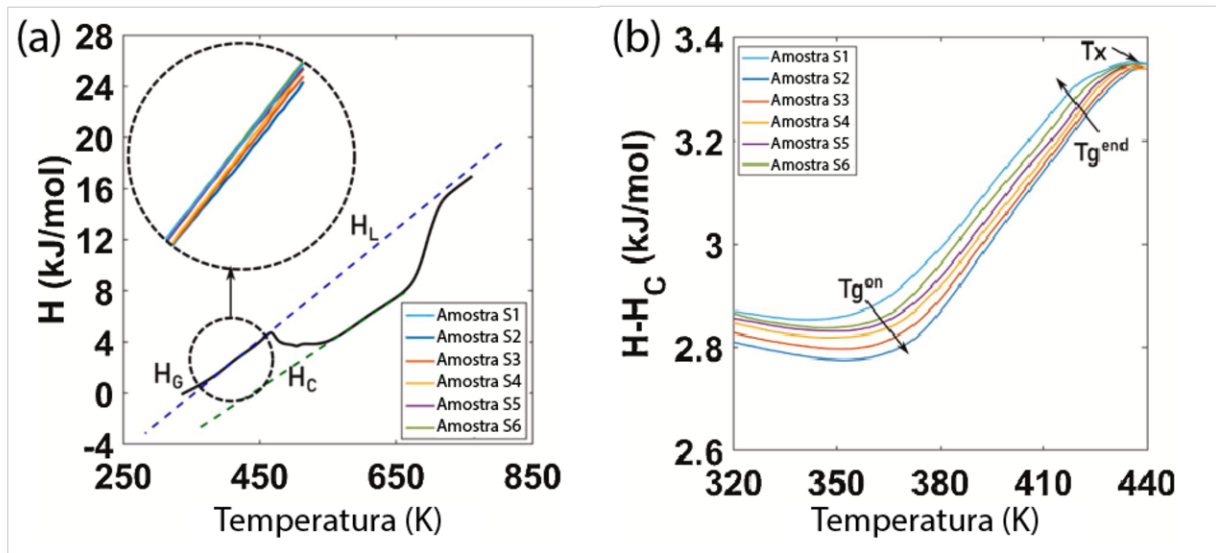 (a)
H (kJ/mol)
28
24
20
16
12
8
4
0
-4
H_L
H_G
H_C
Amostra S1
Amostra S2
Amostra S3
Amostra S4
Amostra S5
Amostra S6
250 450 650 850
Temperatura (K)
(b)
H-H_C (kJ/mol)
3.4
3.2
3
2.8
2.6
Amostra S1
Amostra S2
Amostra S3
Amostra S4
Amostra S5
Amostra S6
Tx
Tg^end
Tg^on
320 350 380 410 440
Temperatura (K)